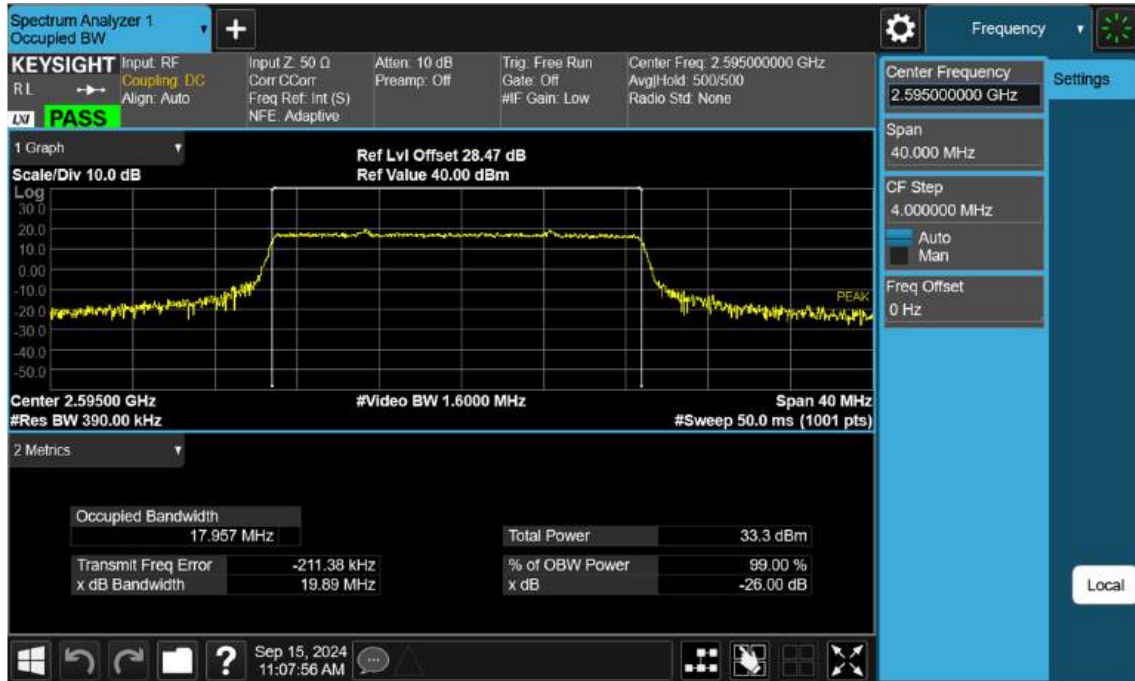 Spectrum Analyzer 1
Occupied BW
Frequency
KEYSIGHT
R L
LXI PASS
Input: RF
Coupling: DC
Align: Auto
Input Z: 50 Ω
Corr CCorr
Freq Ref: Int (S)
NFE: Adaptive
Atten: 10 dB
Preamp: Off
Trig: Free Run
Gate: Off
#IF Gain: Low
Center Freq: 2.595000000 GHz
Avg|Hold: 500/500
Radio Std: None
Center Frequency
2.595000000 GHz
Settings
Span
40.000 MHz
CF Step
4.000000 MHz
Auto
Man
Freq Offset
0 Hz
Local
1 Graph
Scale/Div 10.0 dB
Ref Lvl Offset 28.47 dB
Ref Value 40.00 dBm
Log
30.0
20.0
10.0
0.00
-10.0
-20.0
-30.0
-40.0
-50.0
PEAK
Center 2.59500 GHz
#Res BW 390.00 kHz
#Video BW 1.6000 MHz
Span 40 MHz
#Sweep 50.0 ms (1001 pts)
2 Metrics
Occupied Bandwidth
17.957 MHz
Total Power 33.3 dBm
Transmit Freq Error -211.38 kHz
% of OBW Power 99.00 %
x dB Bandwidth 19.89 MHz
x dB -26.00 dB
?
Sep 15, 2024
11:07:56 AM